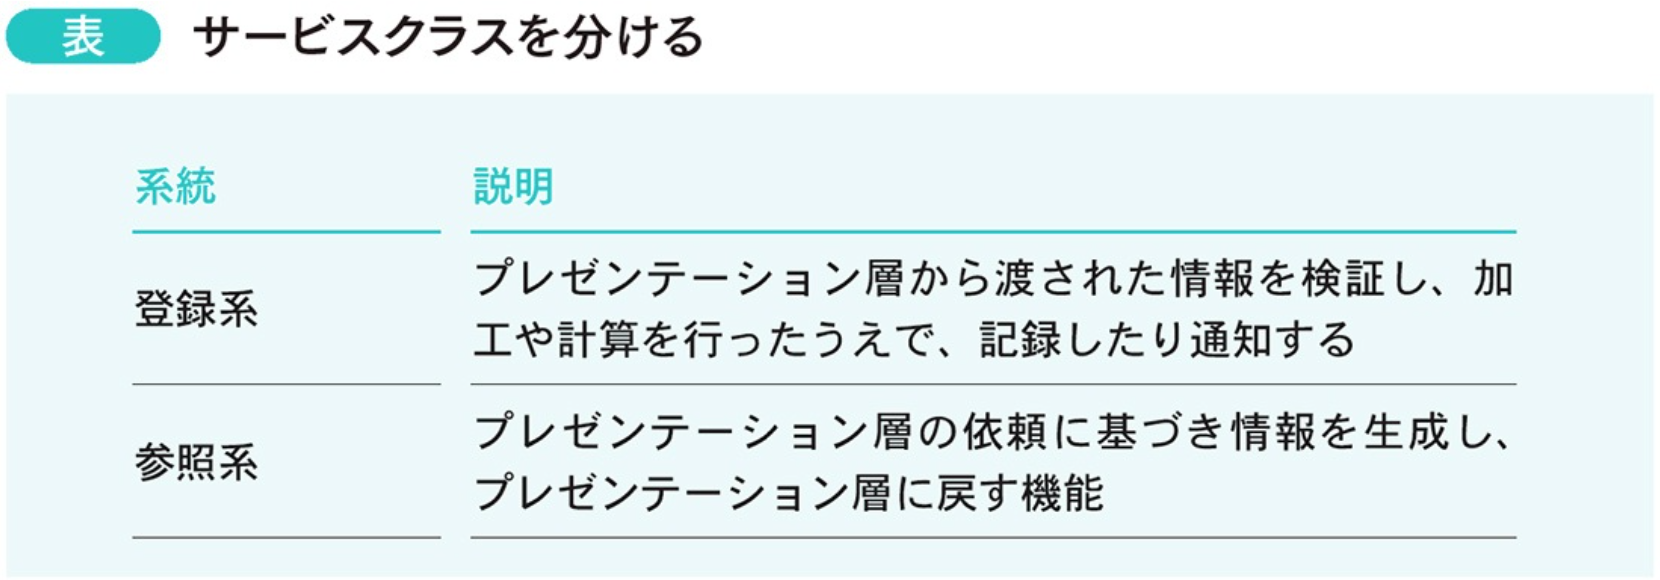 表 サービスクラスを分ける
系統 説明
登録系
プレゼンテーション層から渡された情報を検証し、加
工や計算を行ったうえで、記録したり通知する
参照系
プレゼンテーション層の依頼に基づき情報を生成し、
プレゼンテーション層に戻す機能